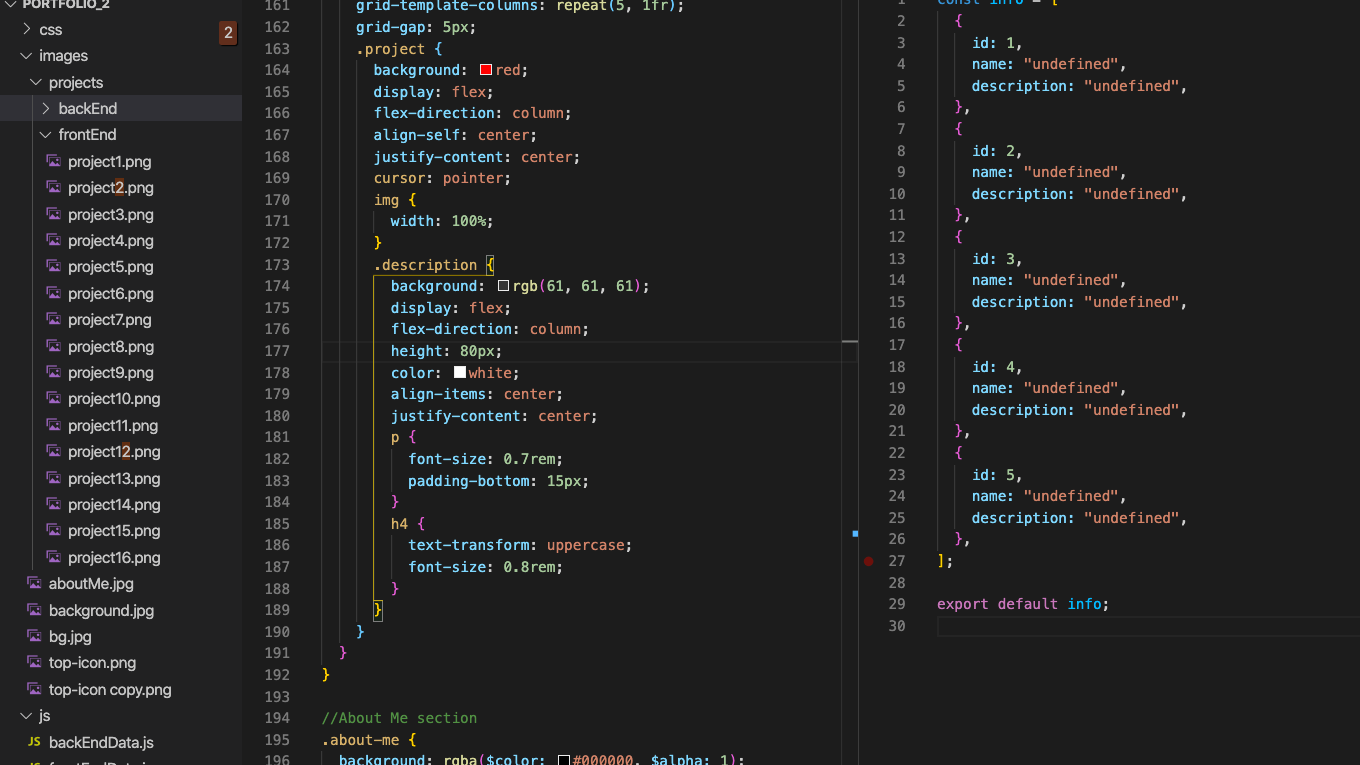 PORTFOLIO_2
css
2
images
projects
backEnd
frontEnd
project1.png
project2.png
project3.png
project4.png
project5.png
project6.png
project7.png
project8.png
project9.png
project10.png
project11.png
project12.png
project13.png
project14.png
project15.png
project16.png
aboutMe.jpg
background.jpg
bg.jpg
top-icon.png
top-icon copy.png
js
JS backEndData.js
161 grid-template-columns: repeat(5, 1fr);
162 grid-gap: 5px;
163 .project {
164 background: red;
165 display: flex;
166 flex-direction: column;
167 align-self: center;
168 justify-content: center;
169 cursor: pointer;
170 img {
171 width: 100%;
172 }
173 .description {
174 background: rgb(61, 61, 61);
175 display: flex;
176 flex-direction: column;
177 height: 80px;
178 color: white;
179 align-items: center;
180 justify-content: center;
181 p {
182 font-size: 0.7rem;
183 padding-bottom: 15px;
184 }
185 h4 {
186 text-transform: uppercase;
187 font-size: 0.8rem;
188 }
189 }
190 }
191 }
192 }
193
194 //About Me section
195 .about-me {
196 background: rgba($color: #000000, $alpha: 1);
1 const info = [
2 {
3 id: 1,
4 name: "undefined",
5 description: "undefined",
6 },
7 {
8 id: 2,
9 name: "undefined",
10 description: "undefined",
11 },
12 {
13 id: 3,
14 name: "undefined",
15 description: "undefined",
16 },
17 {
18 id: 4,
19 name: "undefined",
20 description: "undefined",
21 },
22 {
23 id: 5,
24 name: "undefined",
25 description: "undefined",
26 },
27 ];
28
29 export default info;
30